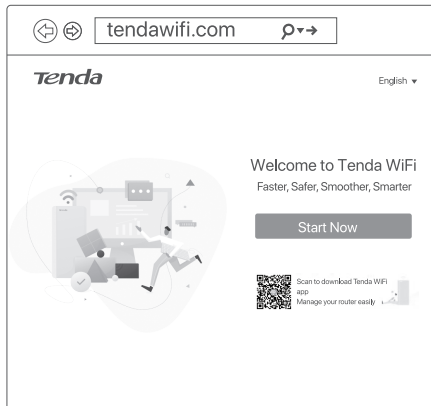 tendawifi.com
Tenda
English
Welcome to Tenda WiFi
Faster, Safer, Smoother, Smarter
Start Now
Scan to download Tenda WiFi
app
Manage your router easily